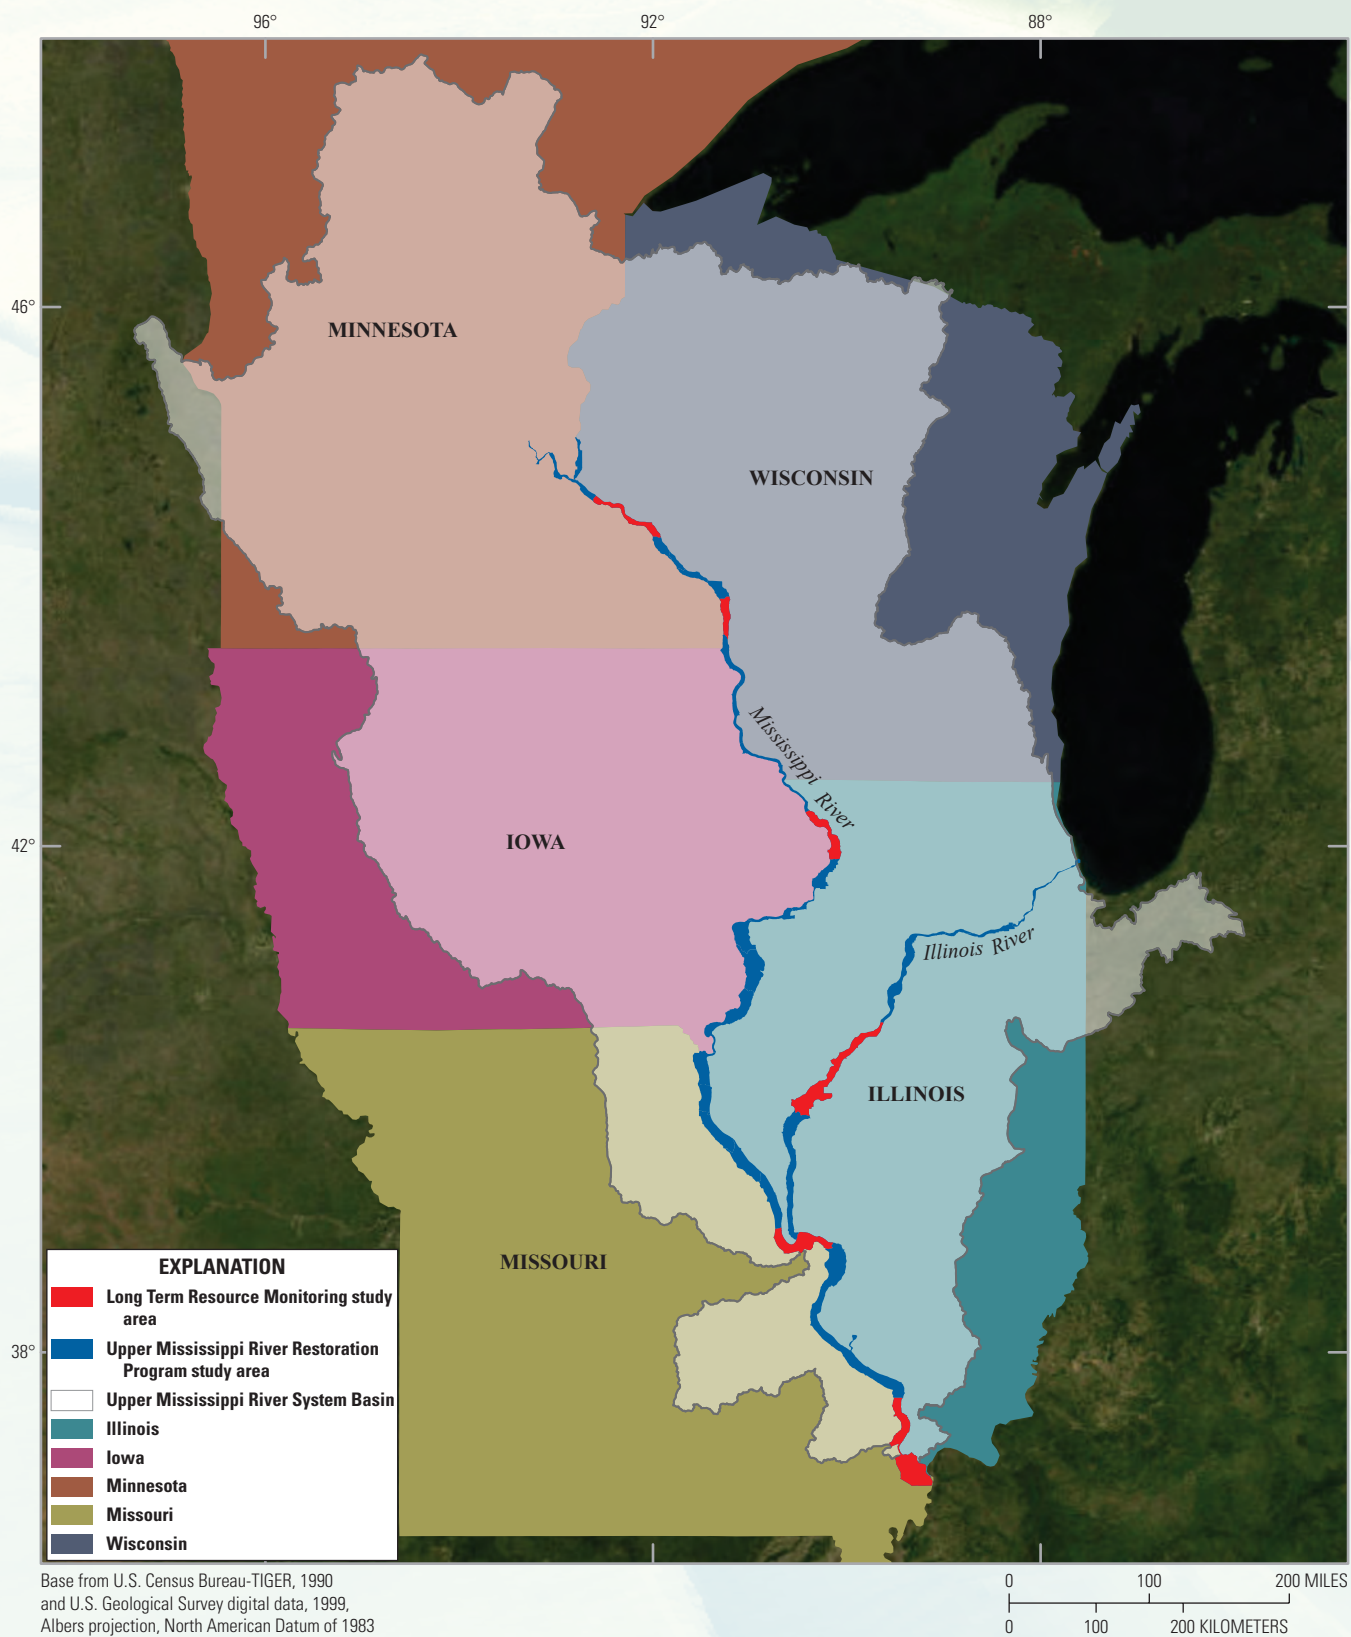 96°
92°
88°
46°
MINNESOTA
WISCONSIN
Mississippi River
42°
IOWA
Illinois River
ILLINOIS
MISSOURI
38°
EXPLANATION
Long Term Resource Monitoring study
area
Upper Mississippi River Restoration
Program study area
Upper Mississippi River System Basin
Illinois
Iowa
Minnesota
Missouri
Wisconsin
Base from U.S. Census Bureau-TIGER, 1990
and U.S. Geological Survey digital data, 1999,
Albers projection, North American Datum of 1983
0 100 200 MILES
0 100 200 KILOMETERS